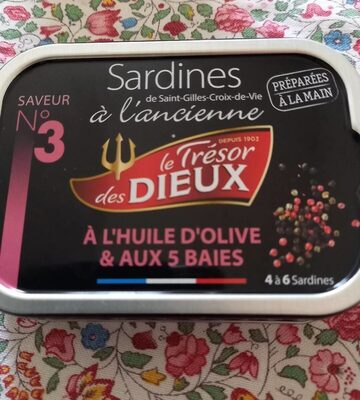 Sardines
de Saint-Gilles-Croix-de-Vie
à l'ancienne
PRÉPARÉES
À LA MAIN
SAVEUR
N°
3
DEPUIS 1903
le Trésor
des DIEUX
À L'HUILE D'OLIVE
& AUX 5 BAIES
4 à 6 Sardines